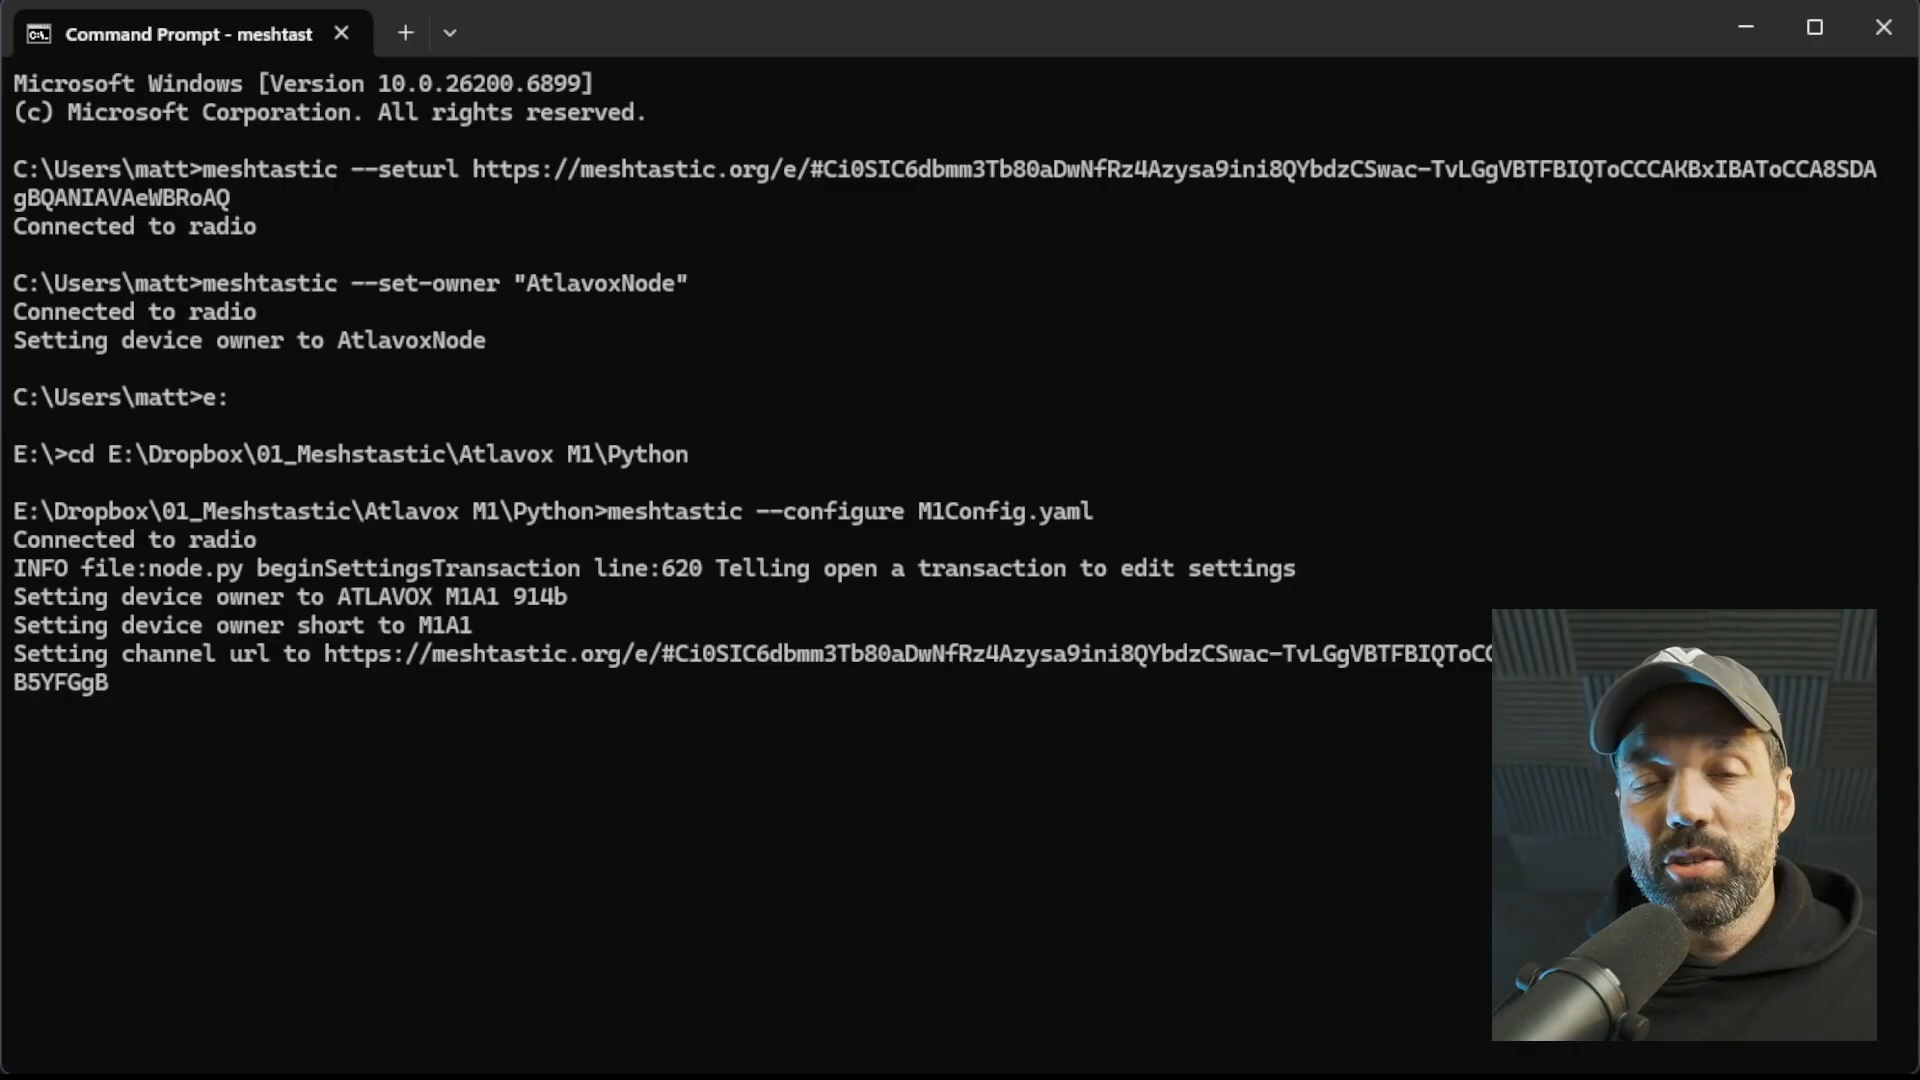 Command Prompt - meshtast
Microsoft Windows [Version 10.0.26200.6899]
(c) Microsoft Corporation. All rights reserved.
C:\Users\matt>meshtastic --seturl https://meshtastic.org/e/#Ci0SIC6dbmm3Tb80aDwNfRz4Azysa9ini8QYbdzCSwac-TvLGgVBTFBIQToCCCAKBxIBAToCCA8SDA
gBQANIAVAeWBRoAQ
Connected to radio
C:\Users\matt>meshtastic --set-owner "AtlavoxNode"
Connected to radio
Setting device owner to AtlavoxNode
C:\Users\matt>e:
E:\>cd E:\Dropbox\01_Meshstastic\Atlavox M1\Python
E:\Dropbox\01_Meshstastic\Atlavox M1\Python>meshtastic --configure M1Config.yaml
Connected to radio
INFO file:node.py beginSettingsTransaction line:620 Telling open a transaction to edit settings
Setting device owner to ATLAVOX M1A1 914b
Setting device owner short to M1A1
Setting channel url to https://meshtastic.org/e/#Ci0SIC6dbmm3Tb80aDwNfRz4Azysa9ini8QYbdzCSwac-TvLGgVBTFBIQToC
B5YFGgB